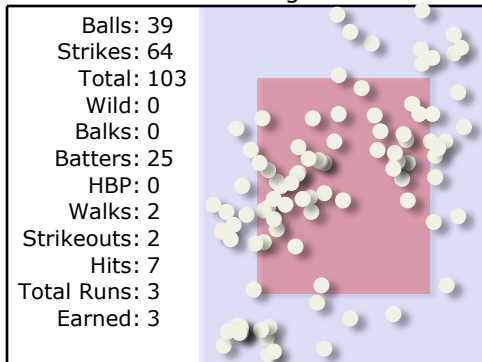 Balls: 39
Strikes: 64
Total: 103
Wild: 0
Balks: 0
Batters: 25
HBP: 0
Walks: 2
Strikeouts: 2
Hits: 7
Total Runs: 3
Earned: 3